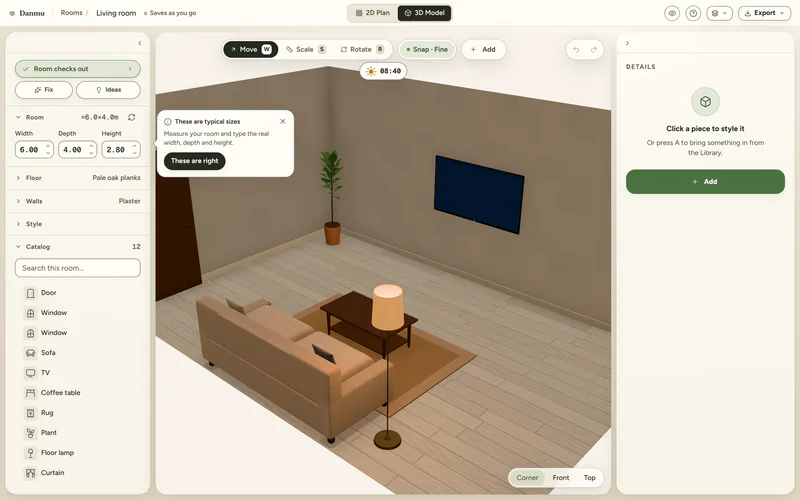 Danmu
Rooms / Living room
Saves as you go
2D Plan
3D Model
Export
Room checks out
Fix
Ideas
Room
≈6.0×4.0m
Width
Depth
Height
6.00
4.00
2.80
Floor
Pale oak planks
Walls
Plaster
Style
Catalog
12
Search this room...
Door
Window
Window
Sofa
TV
Coffee table
Rug
Plant
Floor lamp
Curtain
Move W
Scale S
Rotate R
Snap · Fine
Add
08:40
These are typical sizes
Measure your room and type the real
width, depth and height.
These are right
Corner
Front
Top
DETAILS
Click a piece to style it
Or press A to bring something in from
the Library.
Add